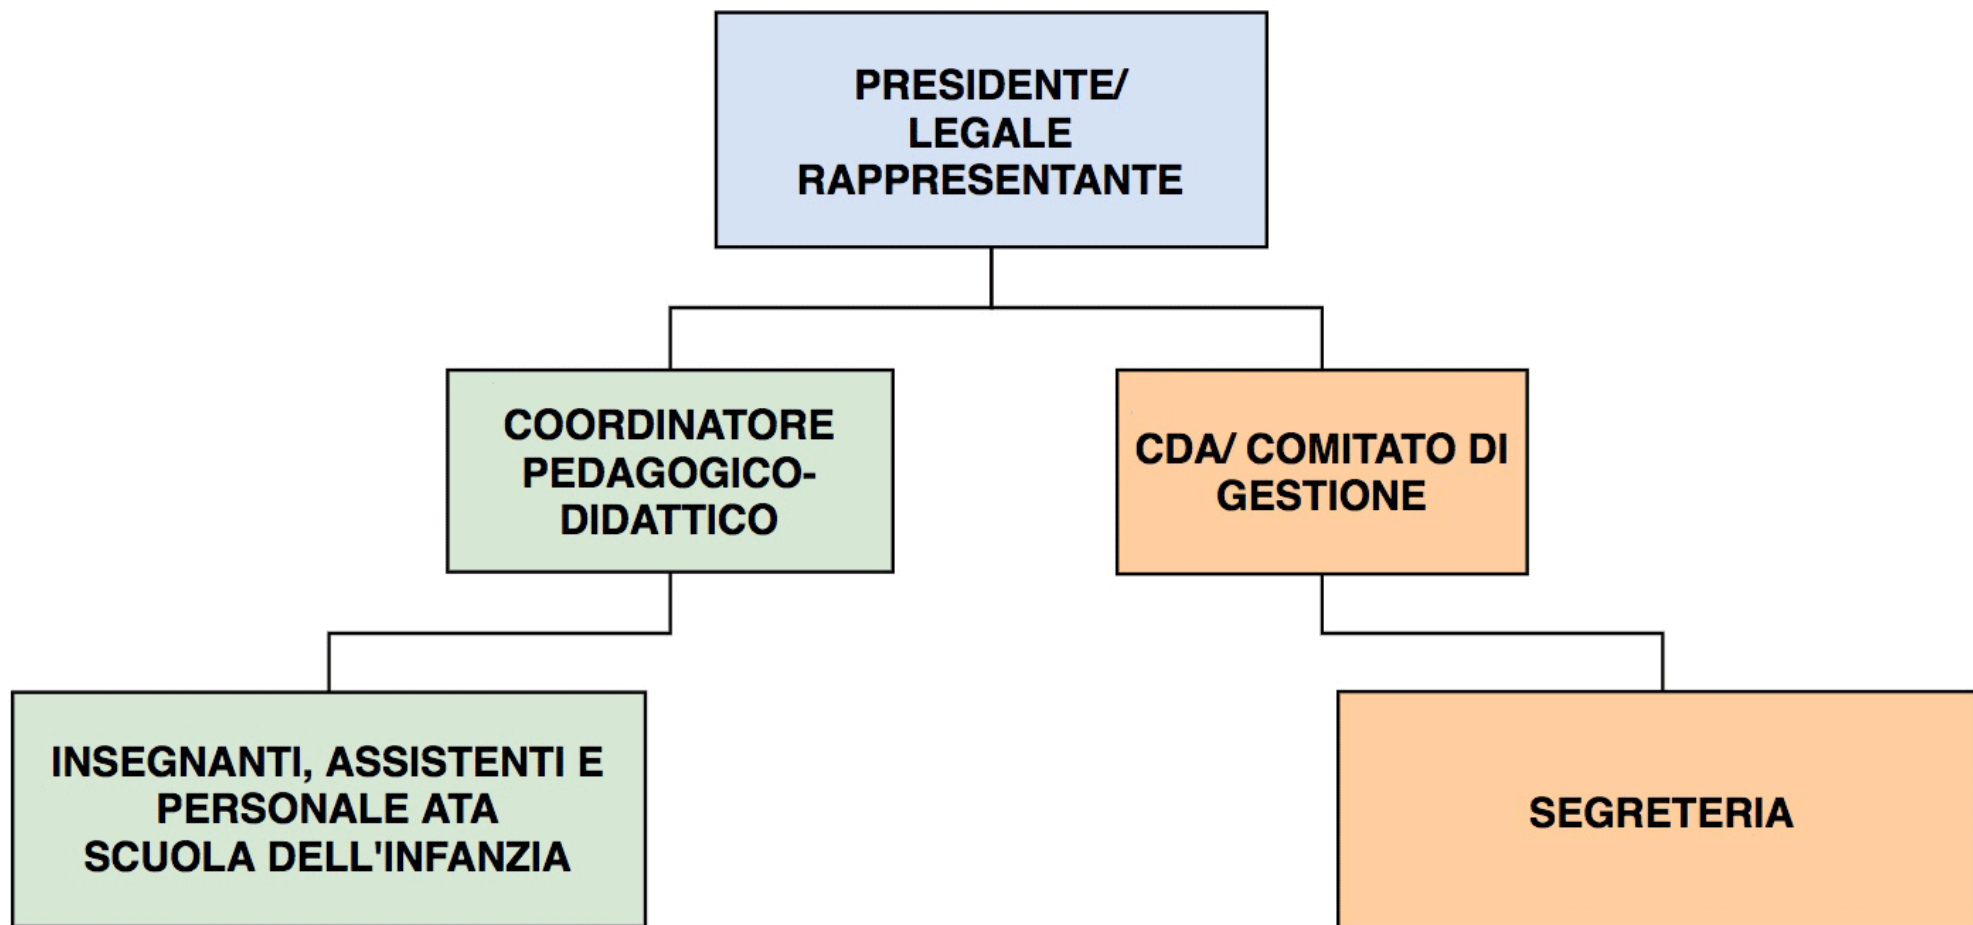 PRESIDENTE/
LEGALE
RAPPRESENTANTE
COORDINATORE
PEDAGOGICO-
DIDATTICO
CDA/ COMITATO DI
GESTIONE
INSEGNANTI, ASSISTENTI E
PERSONALE ATA
SCUOLA DELL'INFANZIA
SEGRETERIA